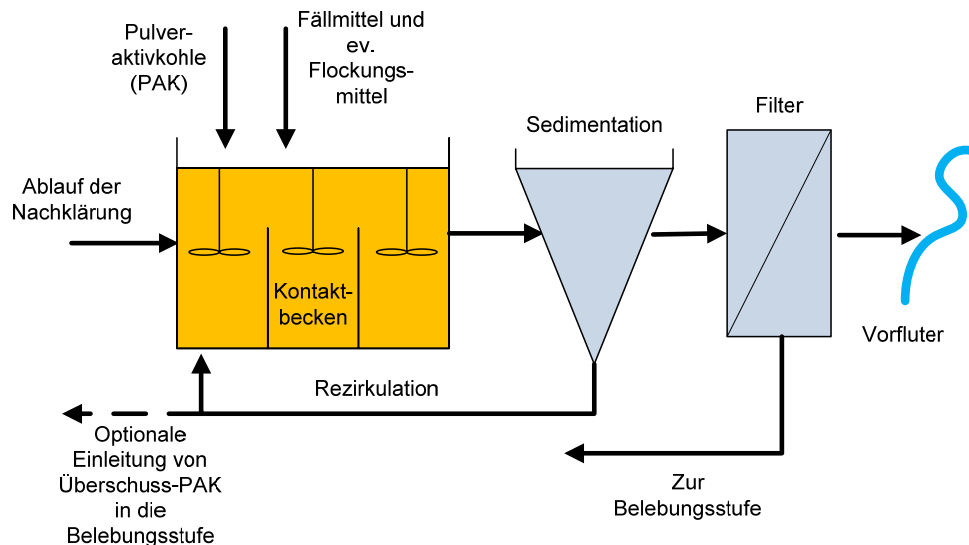 Pulver-
aktivkohle
(PAK)
Fällmittel und
ev.
Flockungs-
mittel
Ablauf der
Nachklärung
Kontakt-
becken
Sedimentation
Filter
Vorfluter
Rezirkulation
Optionale
Einleitung von
Überschuss-PAK
in die
Belebungsstufe
Zur
Belebungsstufe